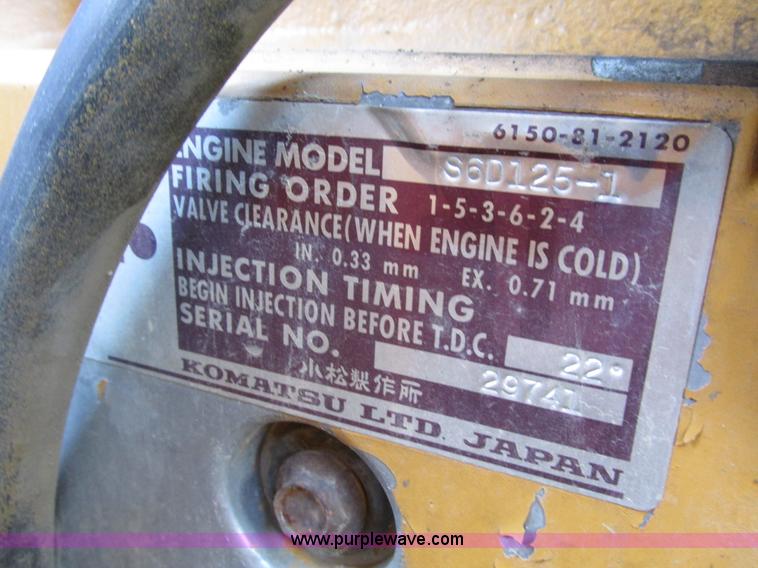 6150-81-2120
ENGINE MODEL S6D125-1
FIRING ORDER 1-5-3-6-2-4
VALVE CLEARANCE (WHEN ENGINE IS COLD)
IN. 0.33 mm EX. 0.71 mm
INJECTION TIMING
BEGIN INJECTION BEFORE T.D.C. 22°
SERIAL NO. 29741
小松製作所
KOMATSU LTD. JAPAN
www.purplewave.com